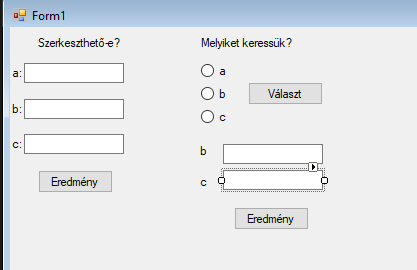 Form1
Szerkeszthető-e?
a:
b:
c:
Eredmény
Melyiket keressük?
a
b
c
Választ
b
c
Eredmény